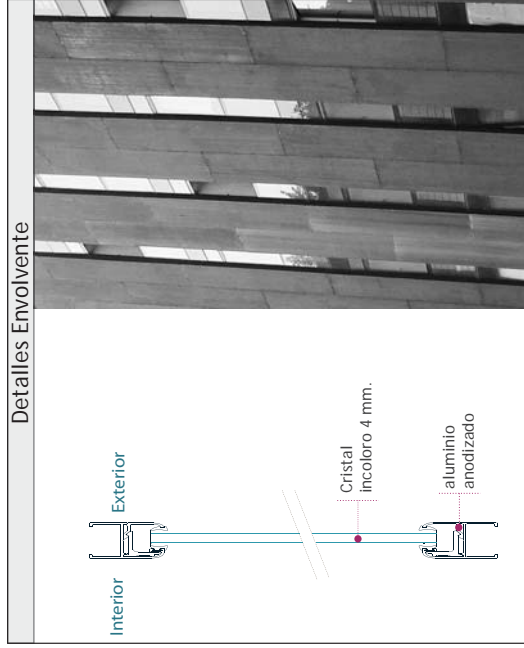 Detalles Envolvente
Interior
Exterior
Cristal
incoloro 4 mm.
aluminio
anodizado